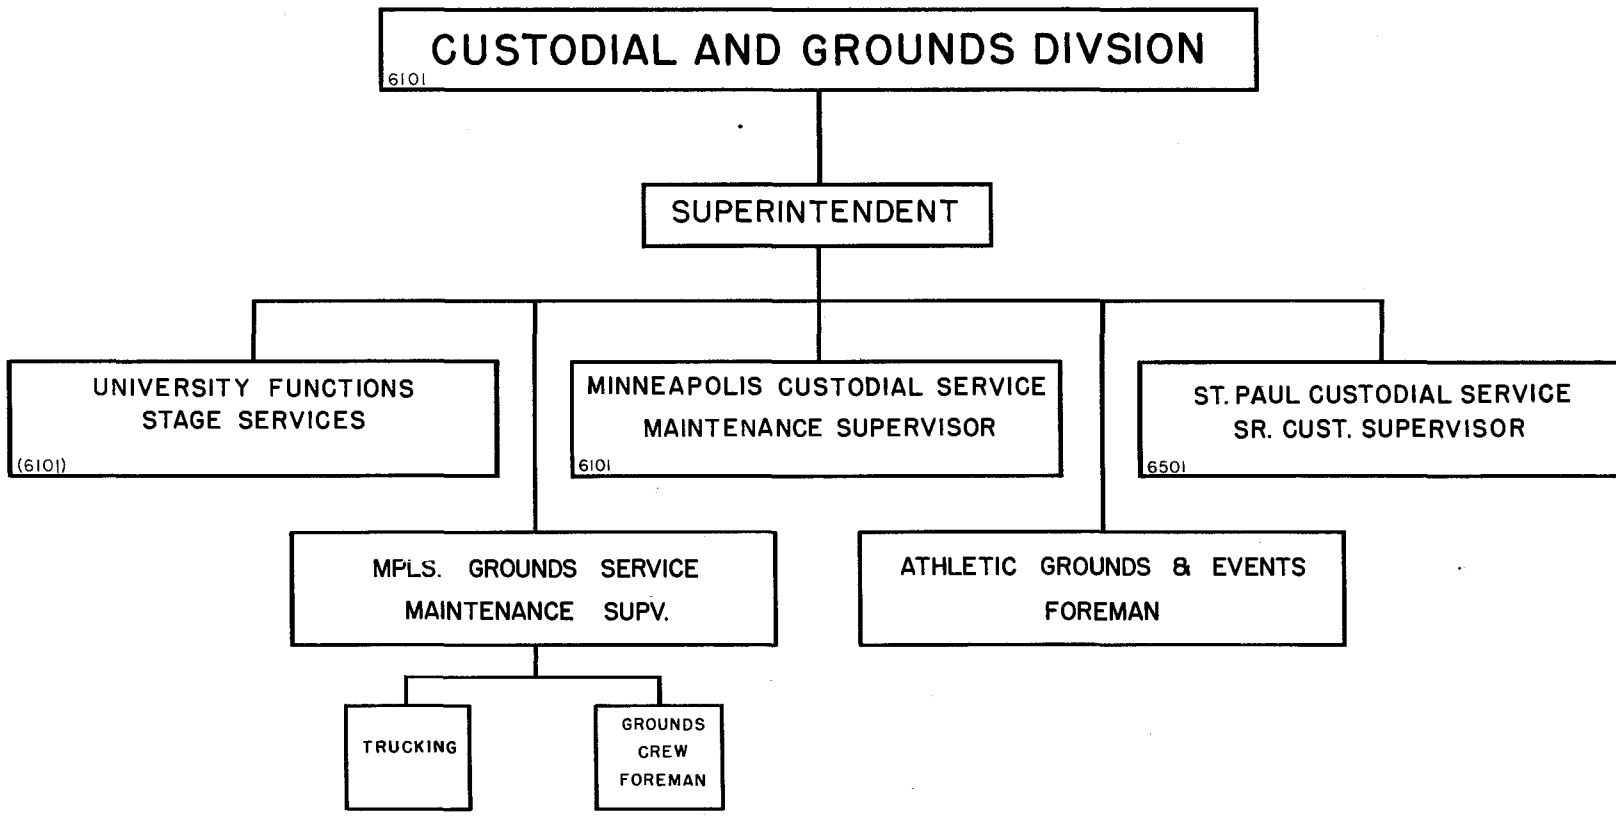 CUSTODIAL AND GROUNDS DIVSION
6101
SUPERINTENDENT
UNIVERSITY FUNCTIONS
STAGE SERVICES
(6101)
MINNEAPOLIS CUSTODIAL SERVICE
MAINTENANCE SUPERVISOR
6101
ST. PAUL CUSTODIAL SERVICE
SR. CUST. SUPERVISOR
6501
MPLS. GROUNDS SERVICE
MAINTENANCE SUPV.
ATHLETIC GROUNDS & EVENTS
FOREMAN
TRUCKING
GROUNDS
CREW
FOREMAN